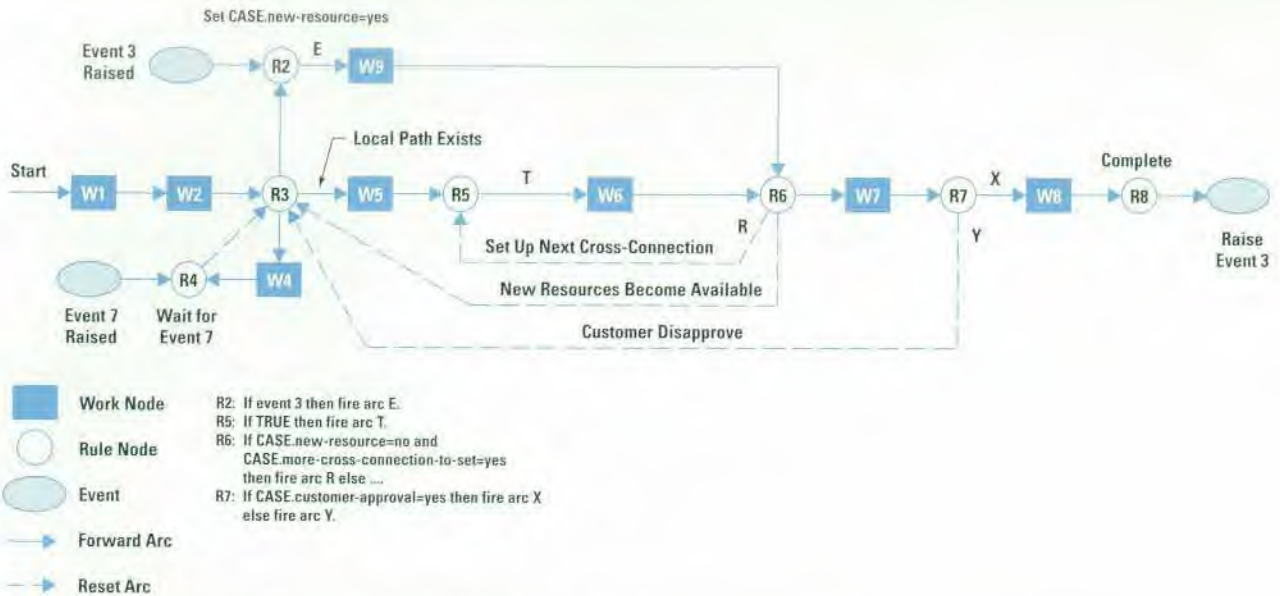 Set CASE.new-resource=yes
Event 3
Raised
R2
E
W9
Local Path Exists
Start
W1
W2
R3
W5
R5
T
W6
R6
W7
R7
X
W8
Complete
R8
Raise
Event 3
R
Y
Set Up Next Cross-Connection
R4
W4
New Resources Become Available
Event 7
Raised
Wait for
Event 7
Customer Disapprove
Work Node
Rule Node
Event
Forward Arc
Reset Arc
R2: If event 3 then fire arc E.
R5: If TRUE then fire arc T.
R6: If CASE.new-resource=no and
CASE.more-cross-connection-to-set=yes
then fire arc R else ....
R7: If CASE.customer-approval=yes then fire arc X
else fire arc Y.